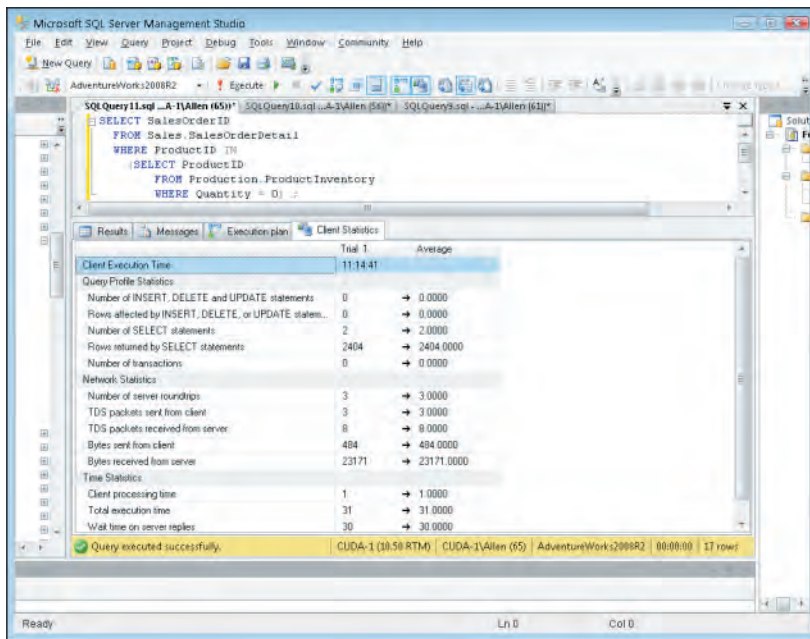 Microsoft SQL Server Management Studio
File Edit View Query Project Debug Tools Window Community Help
New Query
AdventureWorks2008R2 Execute
SQLQuery11.sql ...A-1\Allen (65))* SQLQuery10.sql ...A-1\Allen (56))* SQLQuery9.sql - ...A-1\Allen (61))*
SELECT SalesOrderID
FROM Sales.SalesOrderDetail
WHERE ProductID IN
(SELECT ProductID
FROM Production.ProductInventory
WHERE Quantity = 0) ;
Solut
Results Messages Execution plan Client Statistics
Trial 1 Average
Client Execution Time 11:14:41
Query Profile Statistics
Number of INSERT, DELETE and UPDATE statements 0 → 0.0000
Rows affected by INSERT, DELETE, or UPDATE statem... 0 → 0.0000
Number of SELECT statements 2 → 2.0000
Rows returned by SELECT statements 2404 → 2404.0000
Number of transactions 0 → 0.0000
Network Statistics
Number of server roundtrips 3 → 3.0000
TDS packets sent from client 3 → 3.0000
TDS packets received from server 8 → 8.0000
Bytes sent from client 484 → 484.0000
Bytes received from server 23171 → 23171.0000
Time Statistics
Client processing time 1 → 1.0000
Total execution time 31 → 31.0000
Wait time on server replies 30 → 30.0000
Query executed successfully. CUDA-1 (10.50 RTM) CUDA-1\Allen (65) AdventureWorks2008R2 00:00:00 17 rows
Ready Ln 0 Col 0